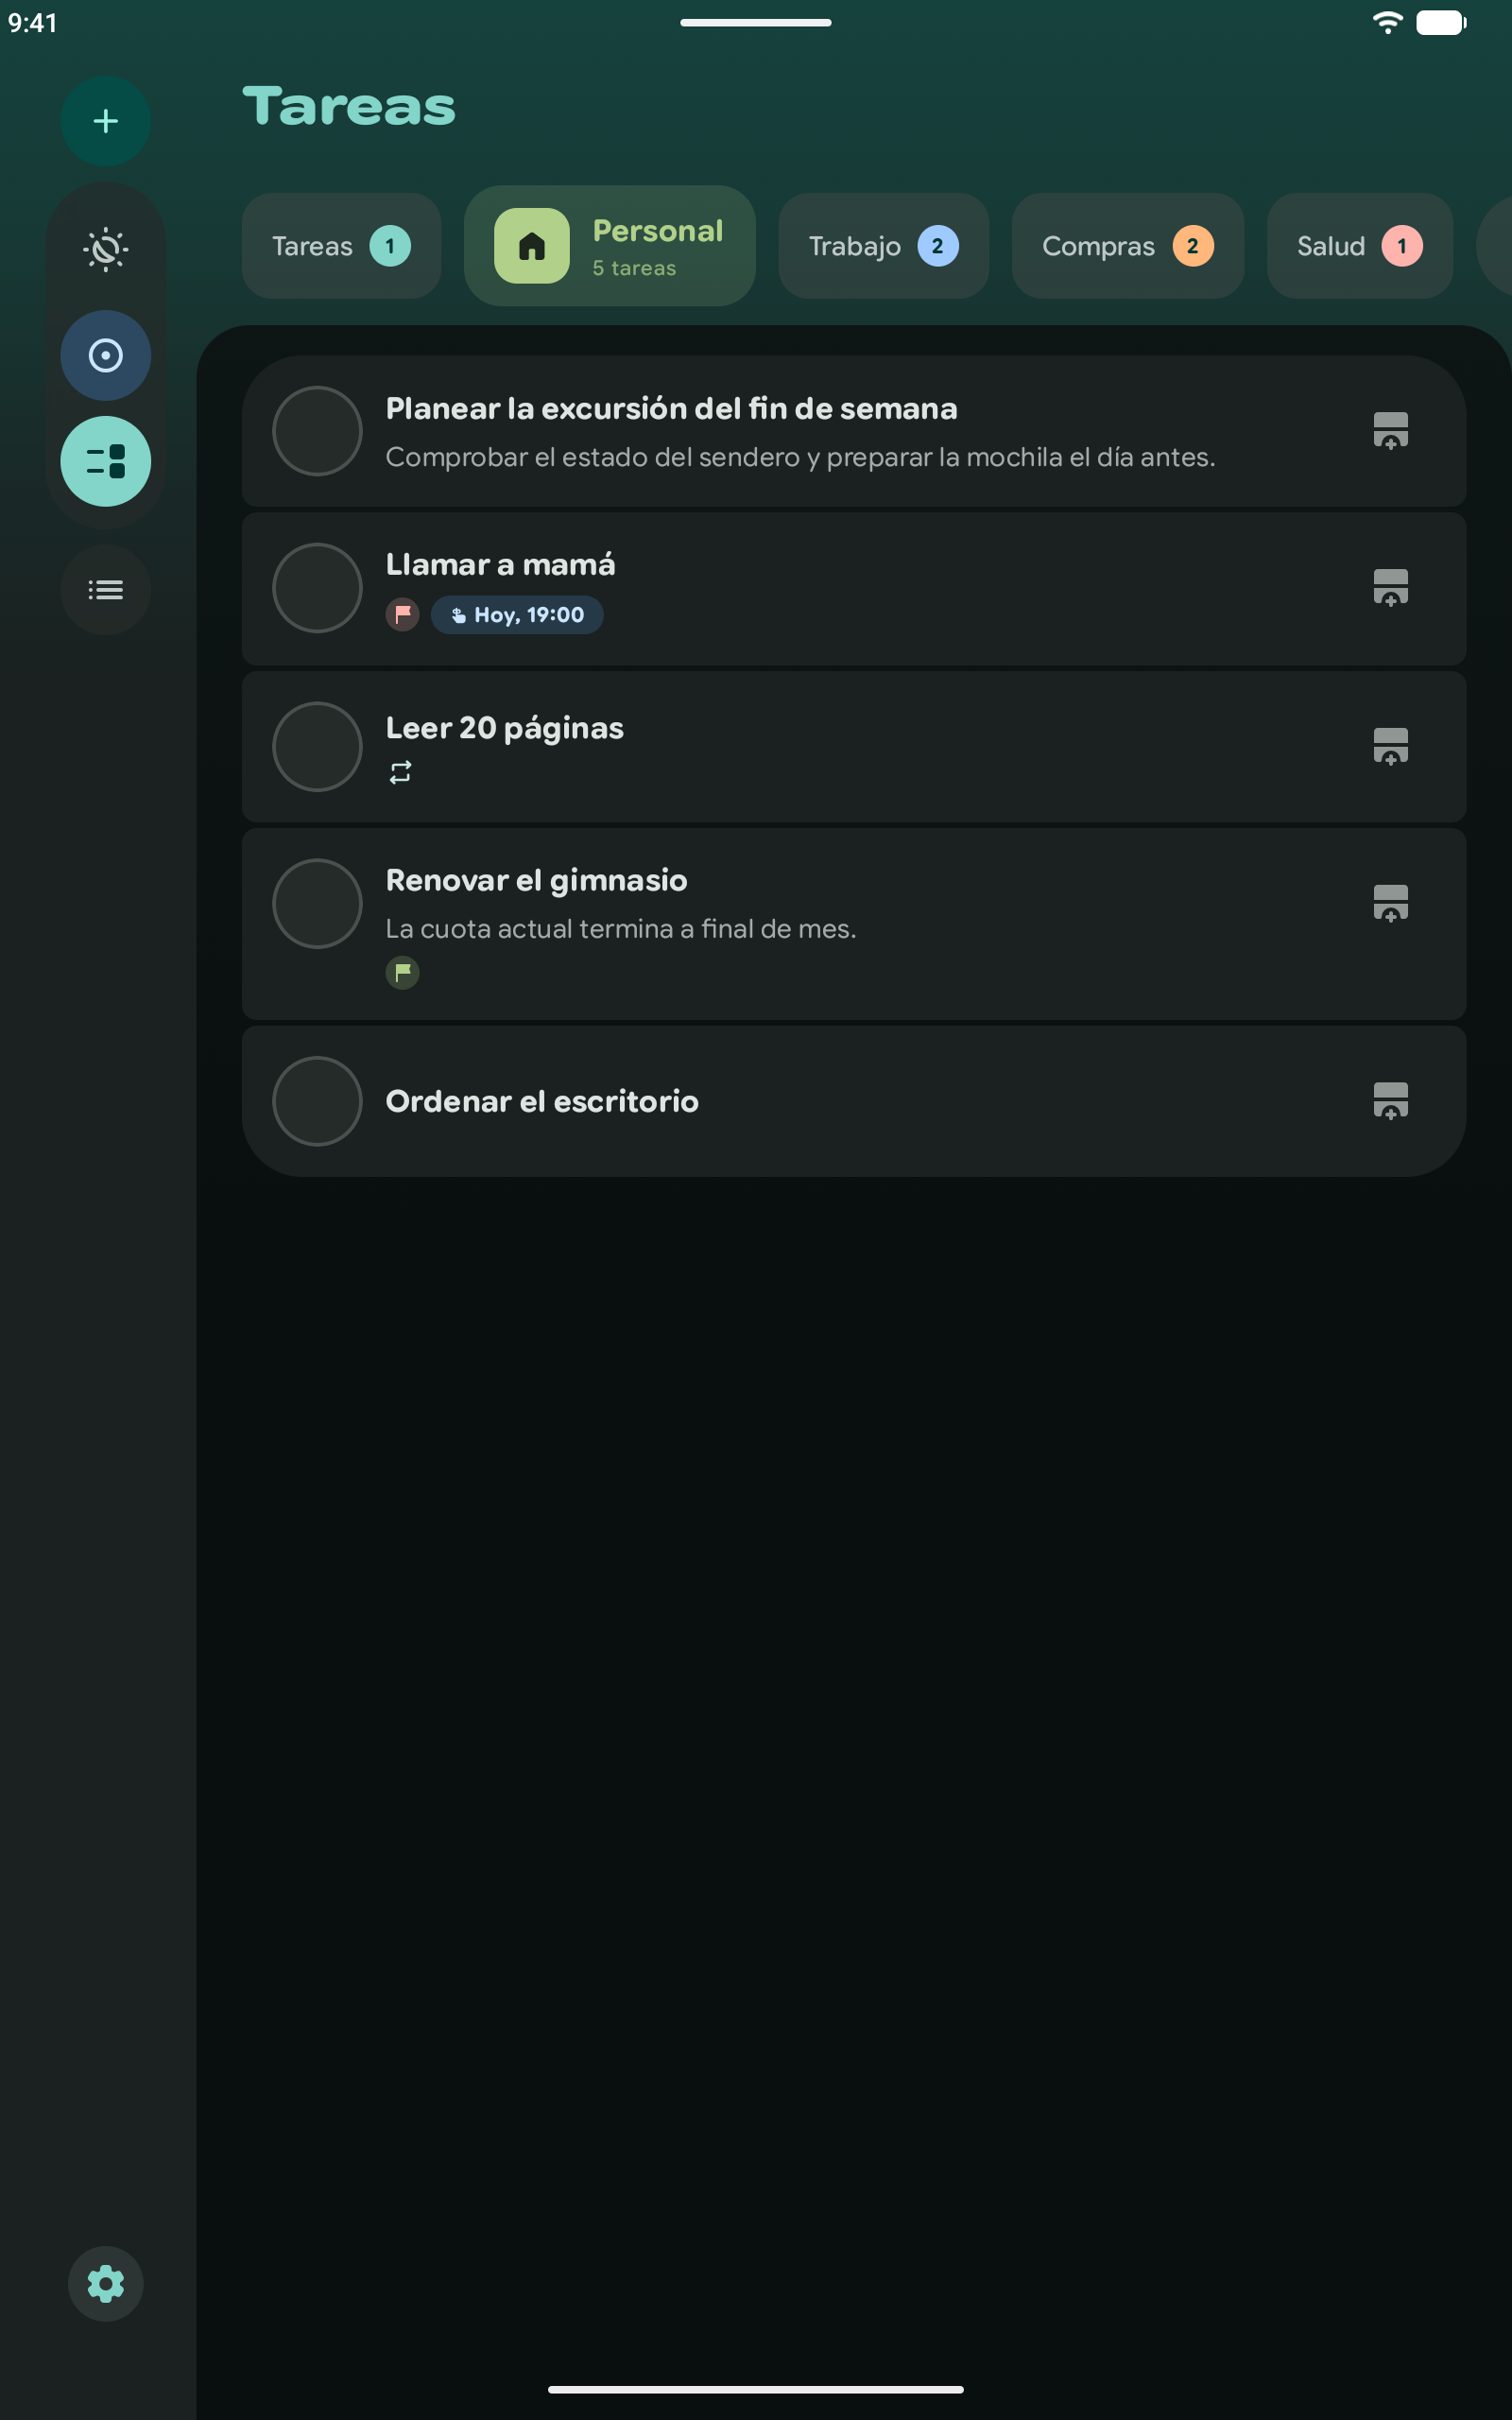 9:41
Tareas
Tareas 1
Personal
5 tareas
Trabajo 2
Compras 2
Salud 1
Planear la excursión del fin de semana
Comprobar el estado del sendero y preparar la mochila el día antes.
Llamar a mamá
Hoy, 19:00
Leer 20 páginas
Renovar el gimnasio
La cuota actual termina a final de mes.
Ordenar el escritorio